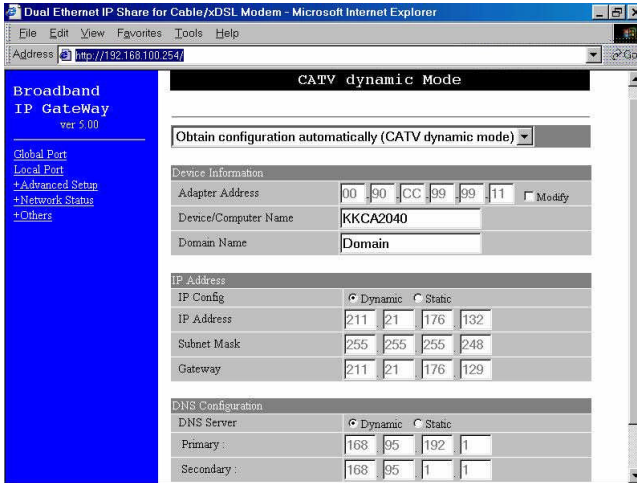 Dual Ethernet IP Share for Cable/xDSL Modem - Microsoft Internet Explorer
File Edit View Favorites Tools Help
Address http://192.168.100.254/ Go
Broadband
IP GateWay
ver 5.00
Global Port
Local Port
+Advanced Setup
+Network Status
+Others
CATV dynamic Mode
Obtain configuration automatically (CATV dynamic mode)
Device Information
Adapter Address 00 .90 .CC .99 .99 .11 Modify
Device/Computer Name KKCA2040
Domain Name Domain
IP Address
IP Config Dynamic Static
IP Address 211 . 21 . 176 . 132
Subnet Mask 255 . 255 . 255 . 248
Gateway 211 . 21 . 176 . 129
DNS Configuration
DNS Server Dynamic Static
Primary : 168 . 95 . 192 . 1
Secondary : 168 . 95 . 1 . 1